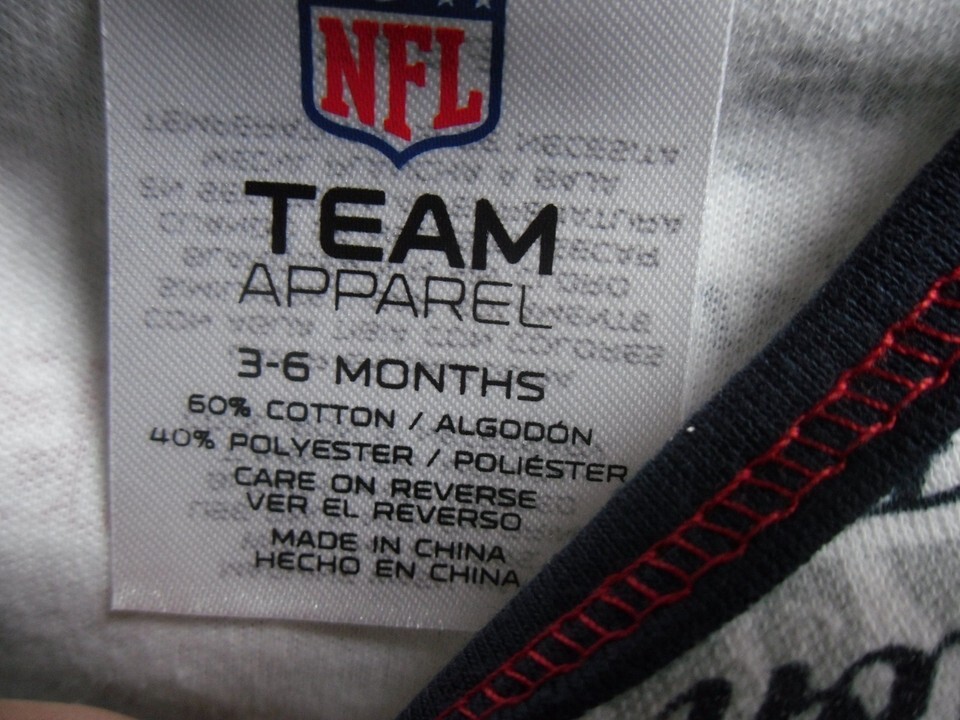 NFL
TEAM
APPAREL
3-6 MONTHS
60% COTTON / ALGODÓN
40% POLYESTER / POLIÉSTER
CARE ON REVERSE
VER EL REVERSO
MADE IN CHINA
HECHO EN CHINA